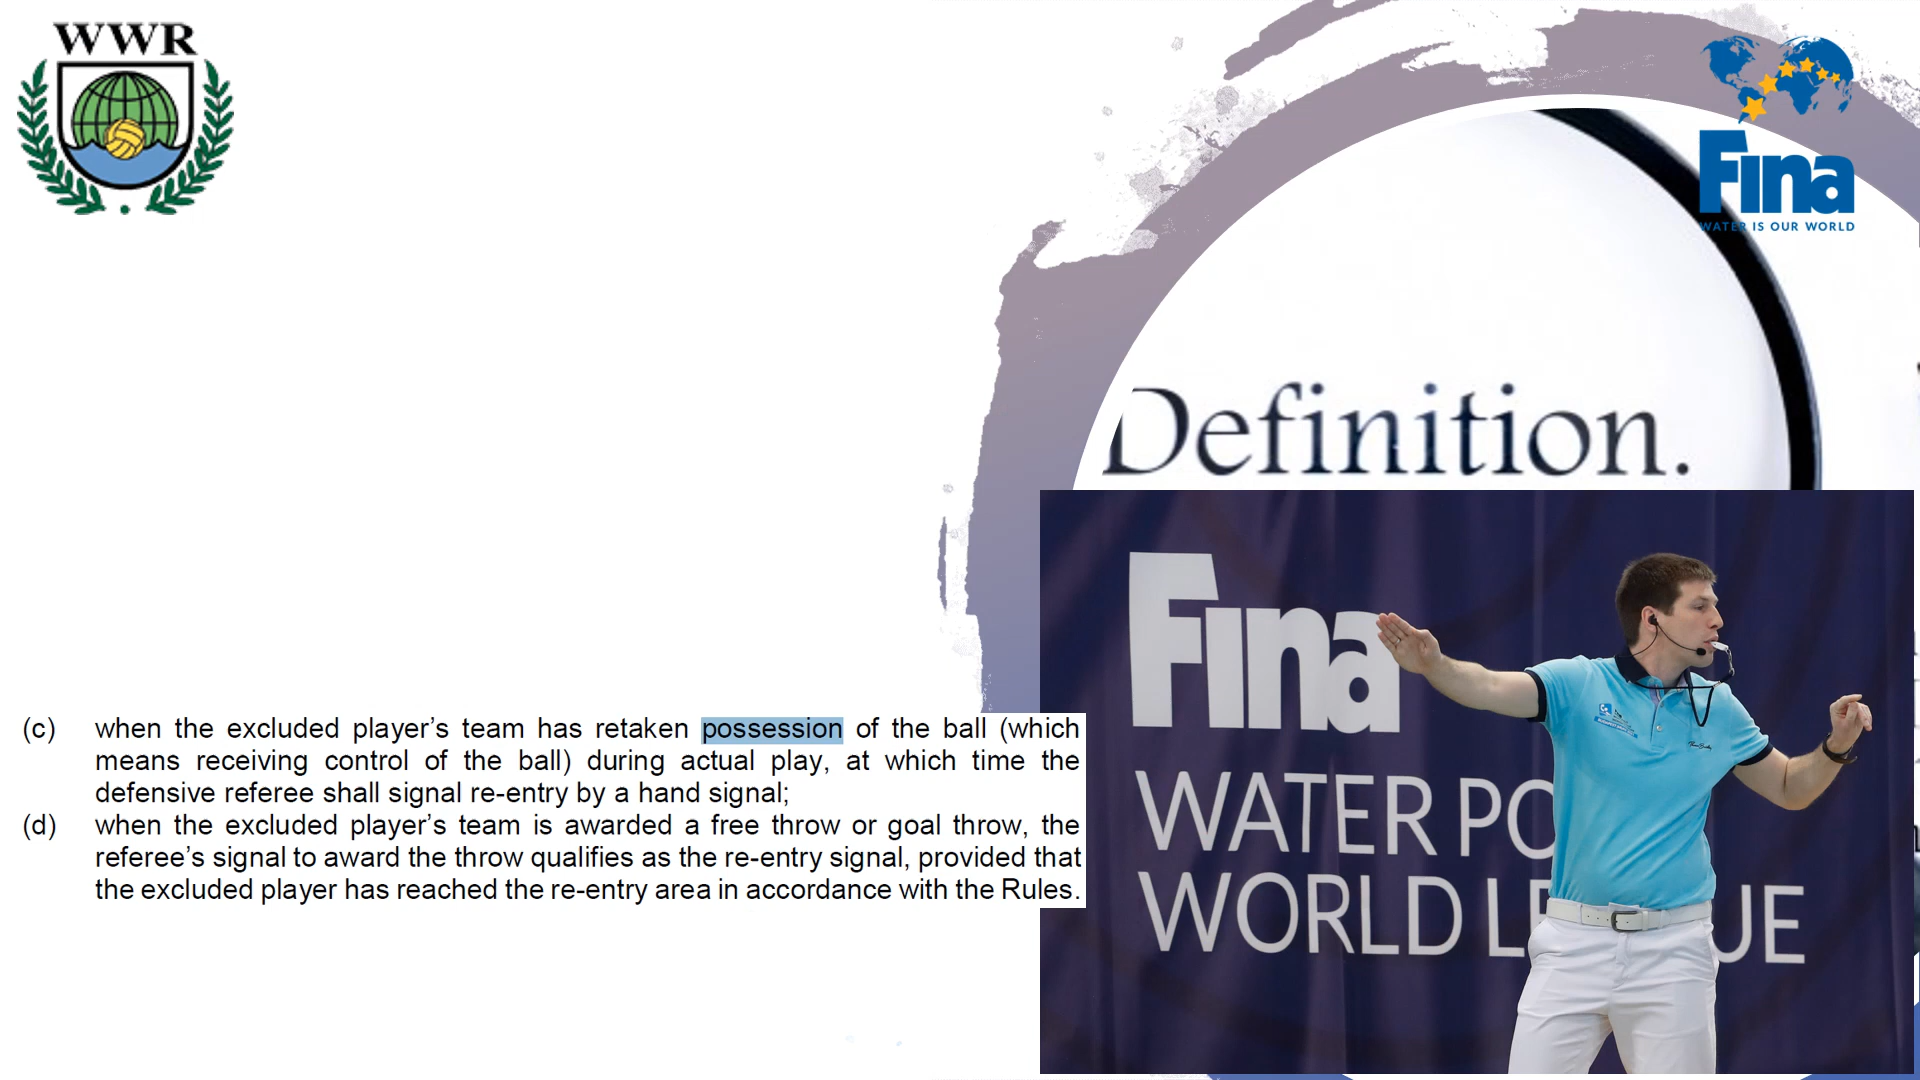 WWR
Fina
WATER IS OUR WORLD
Definition.
Fina
WATER PO
WORLD LE UE
(c) when the excluded player's team has retaken possession of the ball (which
means receiving control of the ball) during actual play, at which time the
defensive referee shall signal re-entry by a hand signal;
(d) when the excluded player's team is awarded a free throw or goal throw, the
referee's signal to award the throw qualifies as the re-entry signal, provided that
the excluded player has reached the re-entry area in accordance with the Rules.